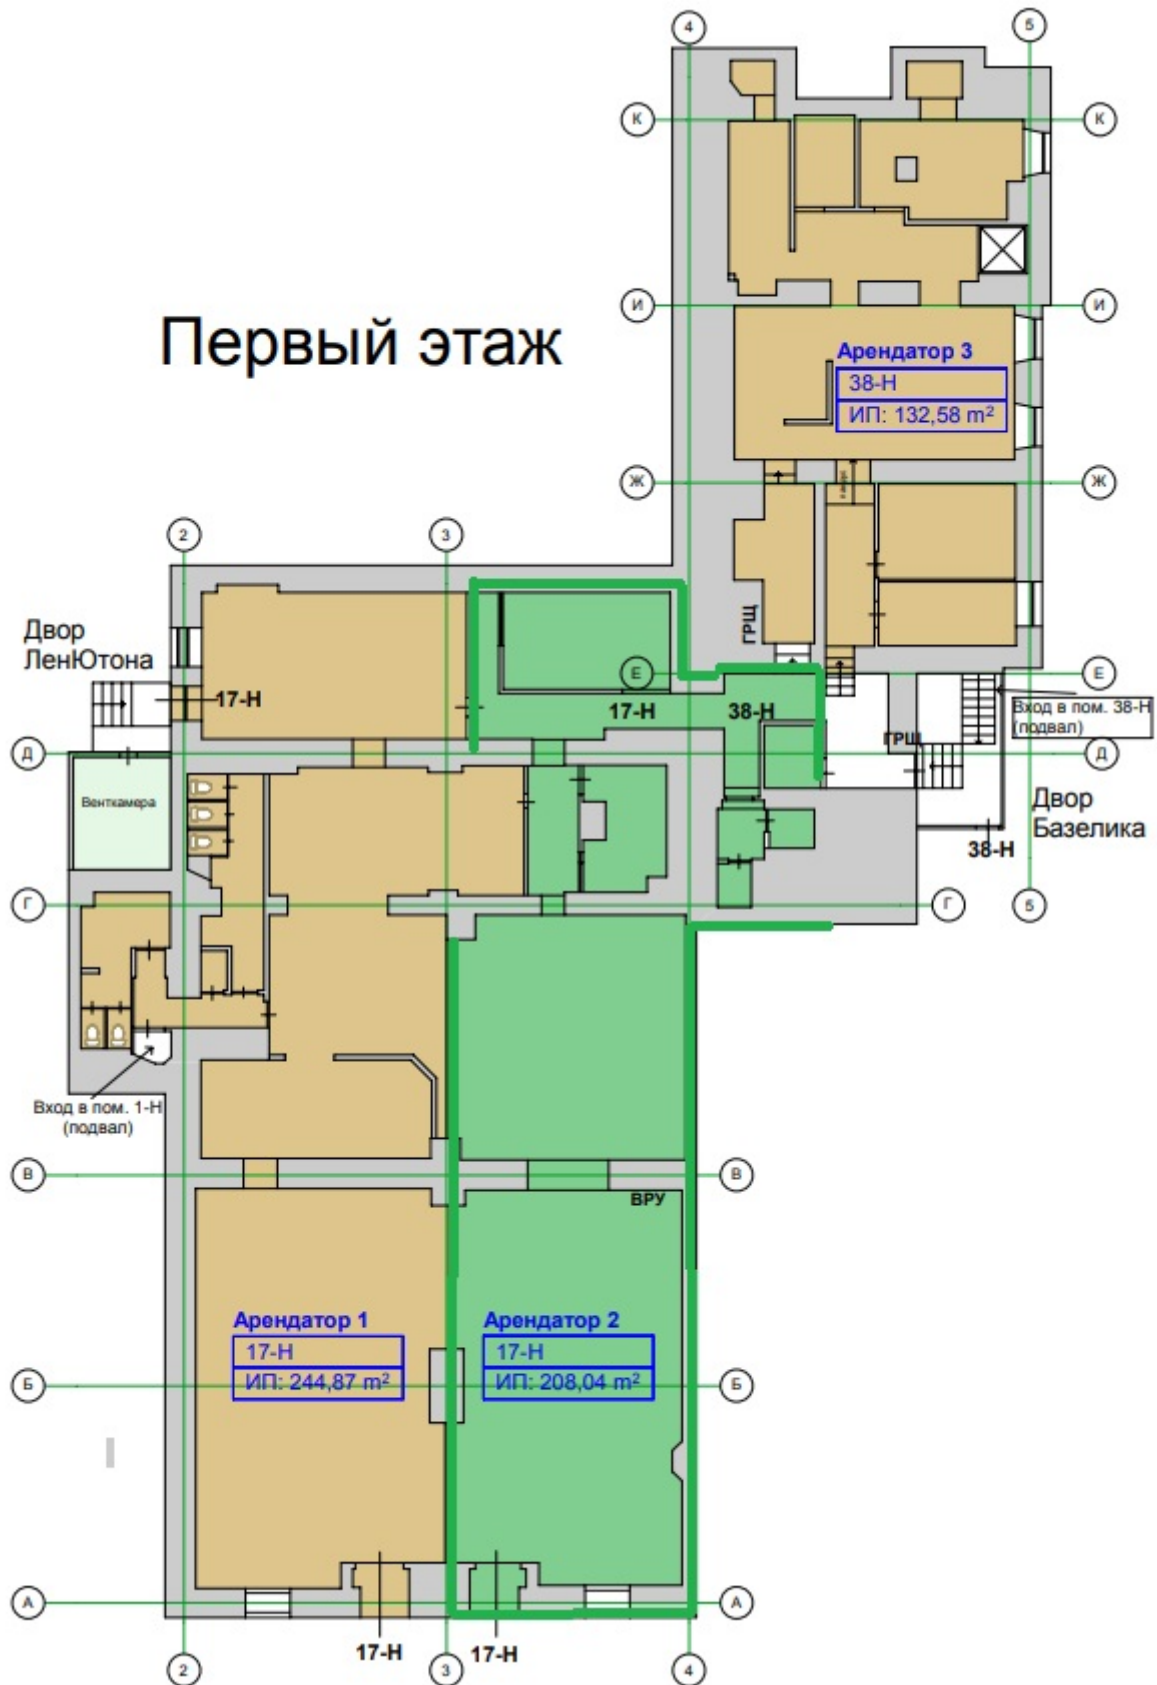 4
5
К
К
И
И
Первый этаж
Арендатор 3
38-Н
ИП: 132,58 m²
Ж
Ж
2
3
ГРЩ
Двор
ЛенЮтона
Е
Е
17-Н
17-Н
38-Н
Вход в пом. 38-Н
(подвал)
ГРЩ
Д
Д
Венткамера
Двор
Базелика
38-Н
Г
Г
5
Вход в пом. 1-Н
(подвал)
В
В
ВРУ
Арендатор 1
17-Н
ИП: 244,87 m²
Арендатор 2
17-Н
ИП: 208,04 m²
Б
Б
А
А
17-Н
17-Н
2
3
4